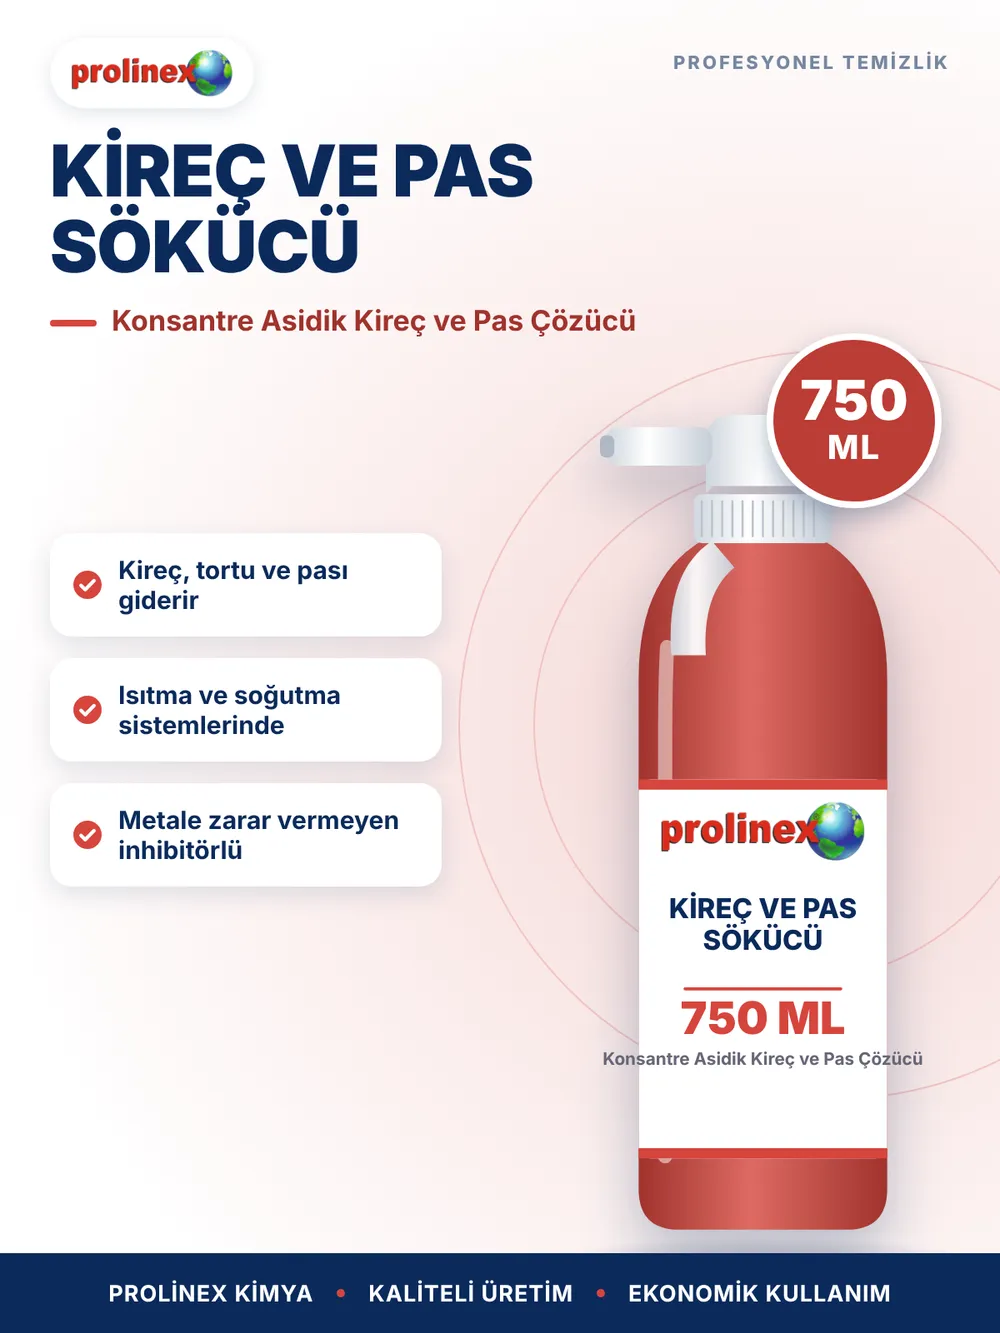 prolinex
PROFESYONEL TEMİZLİK
KİREÇ VE PAS
SÖKÜCÜ
Konsantre Asidik Kireç ve Pas Çözücü
750
ML
Kireç, tortu ve pası
giderir
Isıtma ve soğutma
sistemlerinde
Metale zarar vermeyen
inhibitörlü
prolinex
KİREÇ VE PAS
SÖKÜCÜ
750 ML
Konsantre Asidik Kireç ve Pas Çözücü
PROLİNEX KİMYA • KALİTELİ ÜRETİM • EKONOMİK KULLANIM